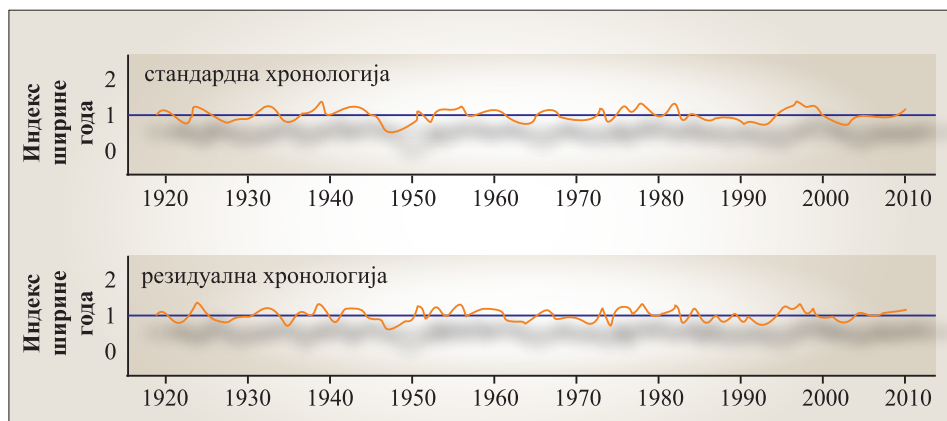 стандардна хронологија
Индекс
ширине
года
2
1
0
1920 1930 1940 1950 1960 1970 1980 1990 2000 2010
резидуална хронологија
Индекс
ширине
года
2
1
0
1920 1930 1940 1950 1960 1970 1980 1990 2000 2010